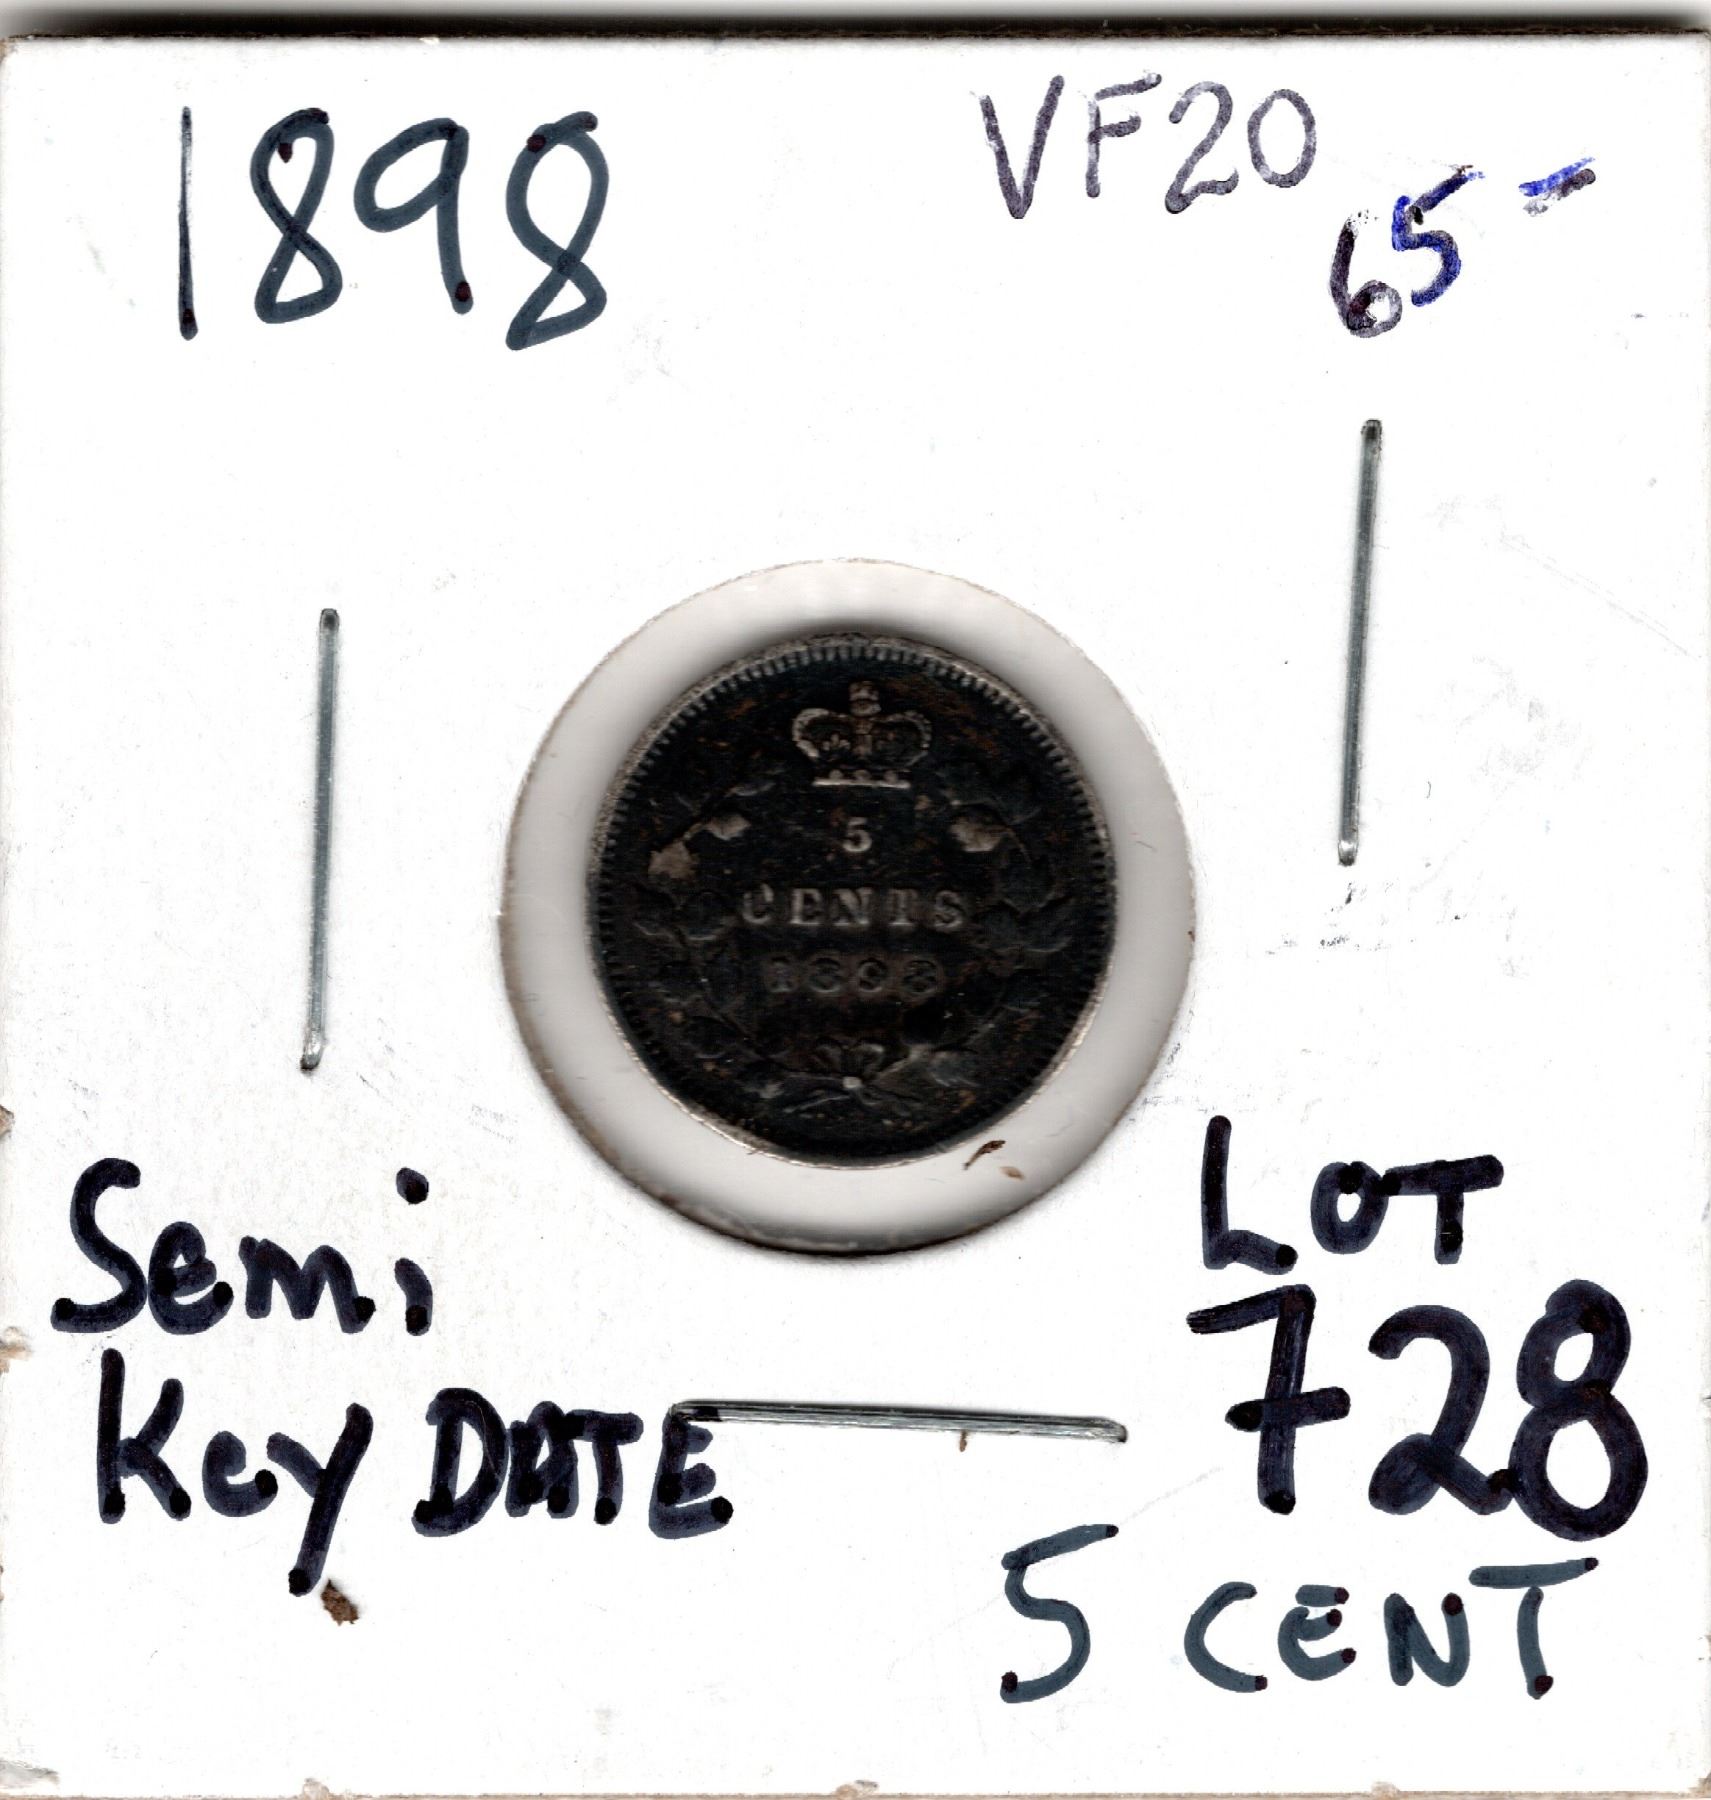 1898
VF20
65-
5
CENTS
1898
Semi
Key DATE
LOT
728
5 CENT